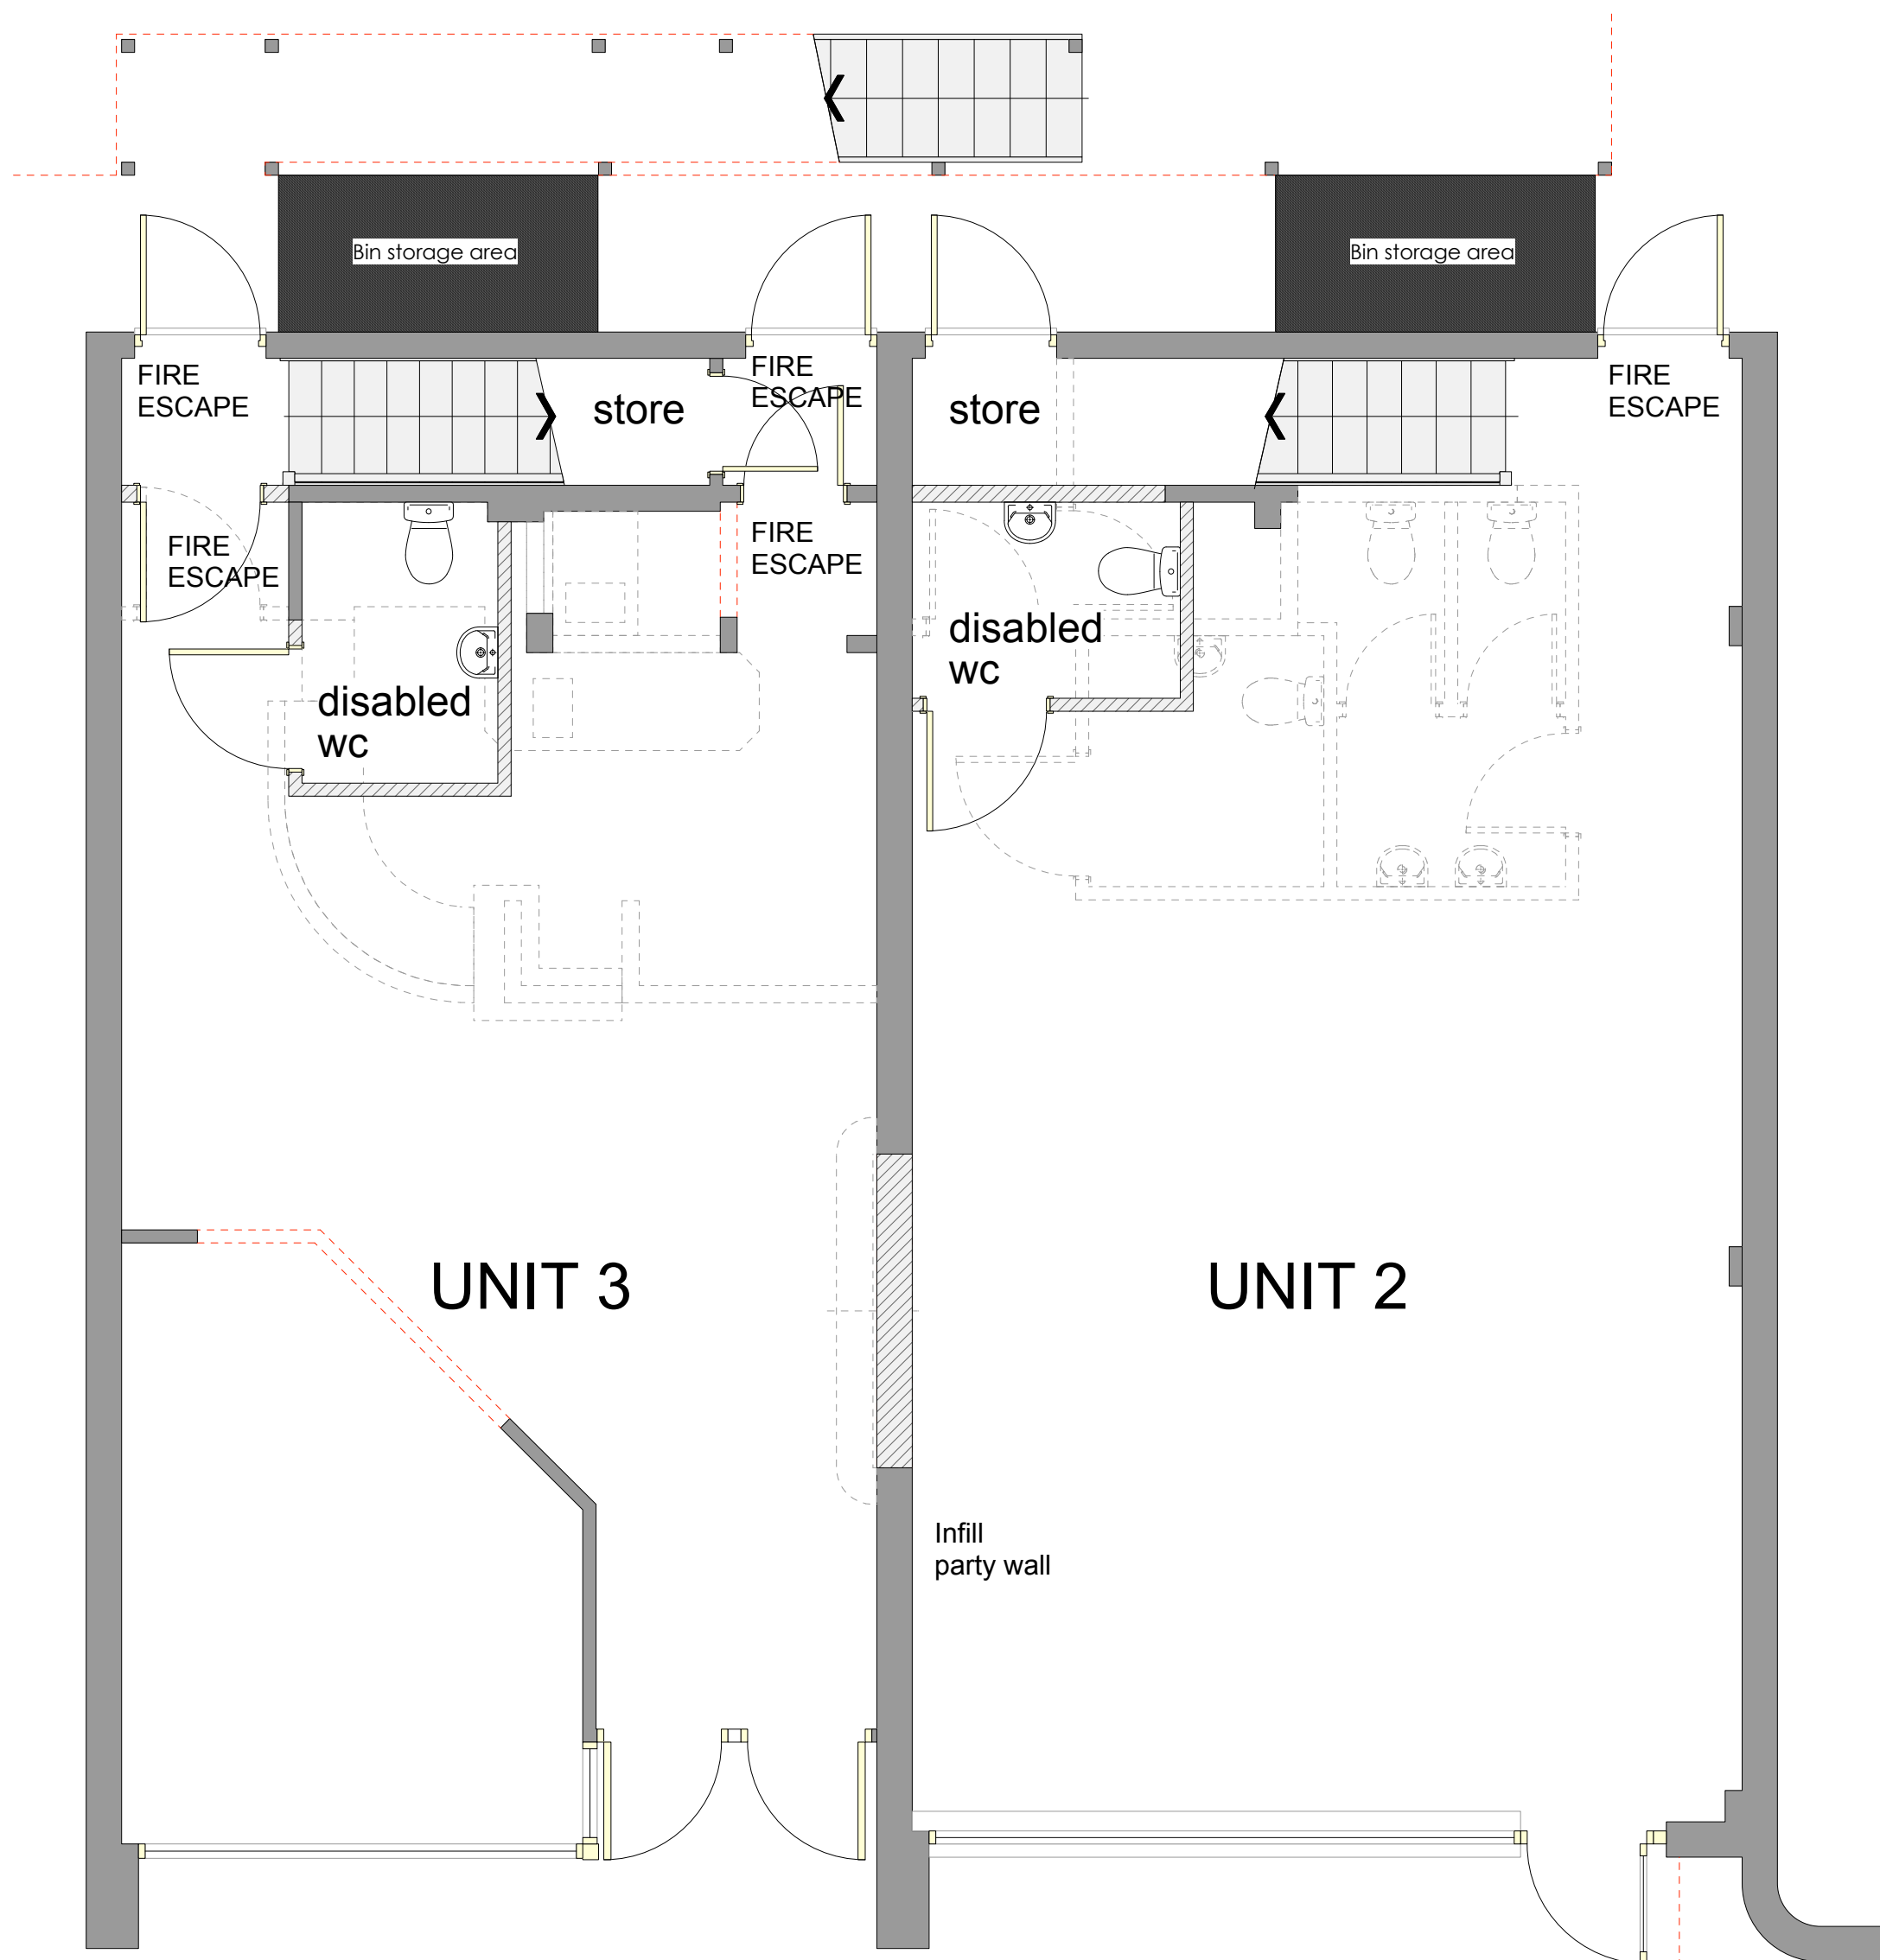 Bin storage area
Bin storage area
FIRE
ESCAPE
store
FIRE
ESCAPE
store
FIRE
ESCAPE
FIRE
ESCAPE
FIRE
ESCAPE
disabled
wc
disabled
wc
UNIT 3
UNIT 2
Infill
party wall